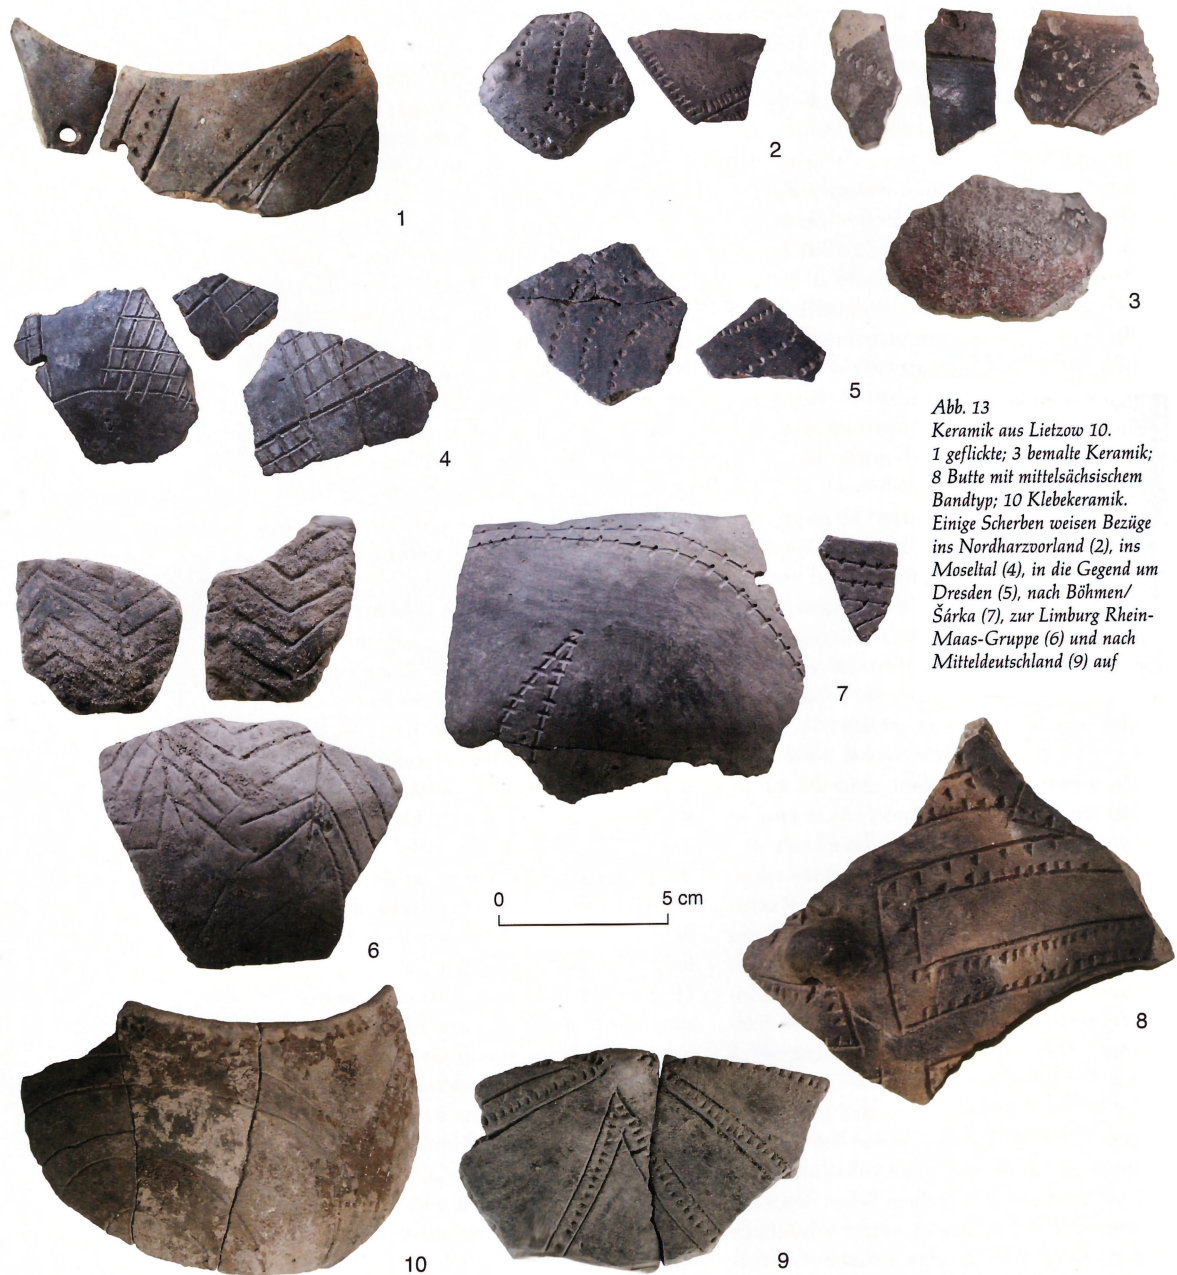 1
2
3
4
5
Abb. 13
Keramik aus Lietzow 10.
1 geflickte; 3 bemalte Keramik;
8 Butte mit mittelsächsischem
Bandtyp; 10 Klebekeramik.
Einige Scherben weisen Bezüge
ins Nordharzvorland (2), ins
Moseltal (4), in die Gegend um
Dresden (5), nach Böhmen/
Šárka (7), zur Limburg Rhein-
Maas-Gruppe (6) und nach
Mitteldeutschland (9) auf
7
0 5 cm
6
8
10
9